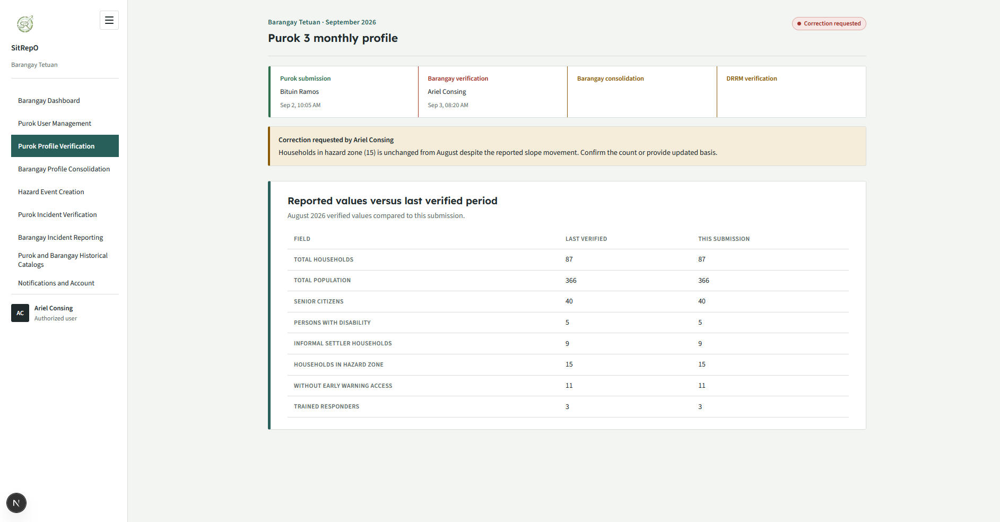 SR
SitRepO
Barangay Tetuan
Barangay Dashboard
Purok User Management
Purok Profile Verification
Barangay Profile Consolidation
Hazard Event Creation
Purok Incident Verification
Barangay Incident Reporting
Purok and Barangay Historical
Catalogs
Notifications and Account
AC
Ariel Consing
Authorized user
N
Barangay Tetuan · September 2026
Purok 3 monthly profile
Correction requested
Purok submission
Bituin Ramos
Sep 2, 10:05 AM
Barangay verification
Ariel Consing
Sep 3, 08:20 AM
Barangay consolidation
DRRM verification
Correction requested by Ariel Consing
Households in hazard zone (15) is unchanged from August despite the reported slope movement. Confirm the count or provide updated basis.
Reported values versus last verified period
August 2026 verified values compared to this submission.
FIELD LAST VERIFIED THIS SUBMISSION
TOTAL HOUSEHOLDS 87 87
TOTAL POPULATION 366 366
SENIOR CITIZENS 40 40
PERSONS WITH DISABILITY 5 5
INFORMAL SETTLER HOUSEHOLDS 9 9
HOUSEHOLDS IN HAZARD ZONE 15 15
WITHOUT EARLY WARNING ACCESS 11 11
TRAINED RESPONDERS 3 3